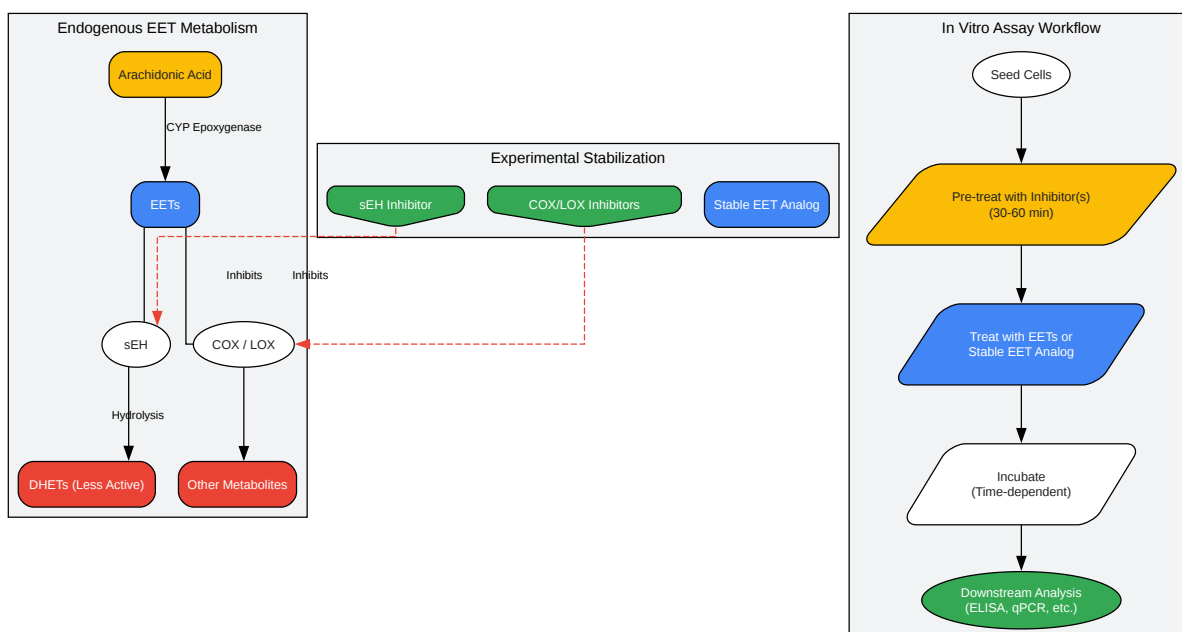 Endogenous EET Metabolism
Arachidonic Acid
CYP Epoxygenase
EETs
Inhibits
Inhibits
sEH
COX / LOX
Hydrolysis
DHETs (Less Active)
Other Metabolites
Experimental Stabilization
sEH Inhibitor
COX/LOX Inhibitors
Stable EET Analog
In Vitro Assay Workflow
Seed Cells
Pre-treat with Inhibitor(s)
(30-60 min)
Treat with EETs or
Stable EET Analog
Incubate
(Time-dependent)
Downstream Analysis
(ELISA, qPCR, etc.)